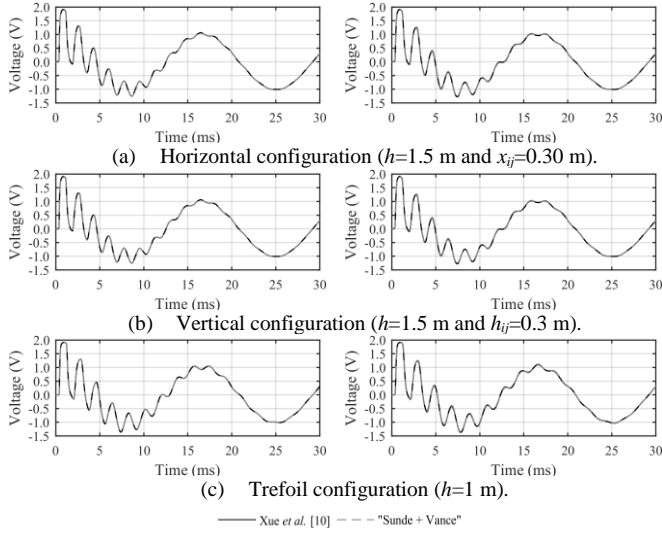 2.0 2.0
1.5 1.5
1.0 1.0
0.5 0.5
0.0 0.0
-0.5 -0.5
-1.0 -1.0
-1.5 -1.5
Voltage (V) Voltage (V)
0 5 10 15 20 25 30 0 5 10 15 20 25 30
Time (ms) Time (ms)
(a) Horizontal configuration (h=1.5 m and xij=0.30 m).
2.0 2.0
1.5 1.5
1.0 1.0
0.5 0.5
0.0 0.0
-0.5 -0.5
-1.0 -1.0
-1.5 -1.5
Voltage (V) Voltage (V)
0 5 10 15 20 25 30 0 5 10 15 20 25 30
Time (ms) Time (ms)
(b) Vertical configuration (h=1.5 m and hij=0.3 m).
2.0 2.0
1.5 1.5
1.0 1.0
0.5 0.5
0.0 0.0
-0.5 -0.5
-1.0 -1.0
-1.5 -1.5
Voltage (V) Voltage (V)
0 5 10 15 20 25 30 0 5 10 15 20 25 30
Time (ms) Time (ms)
(c) Trefoil configuration (h=1 m).
Xue et al. [10] "Sunde + Vance"